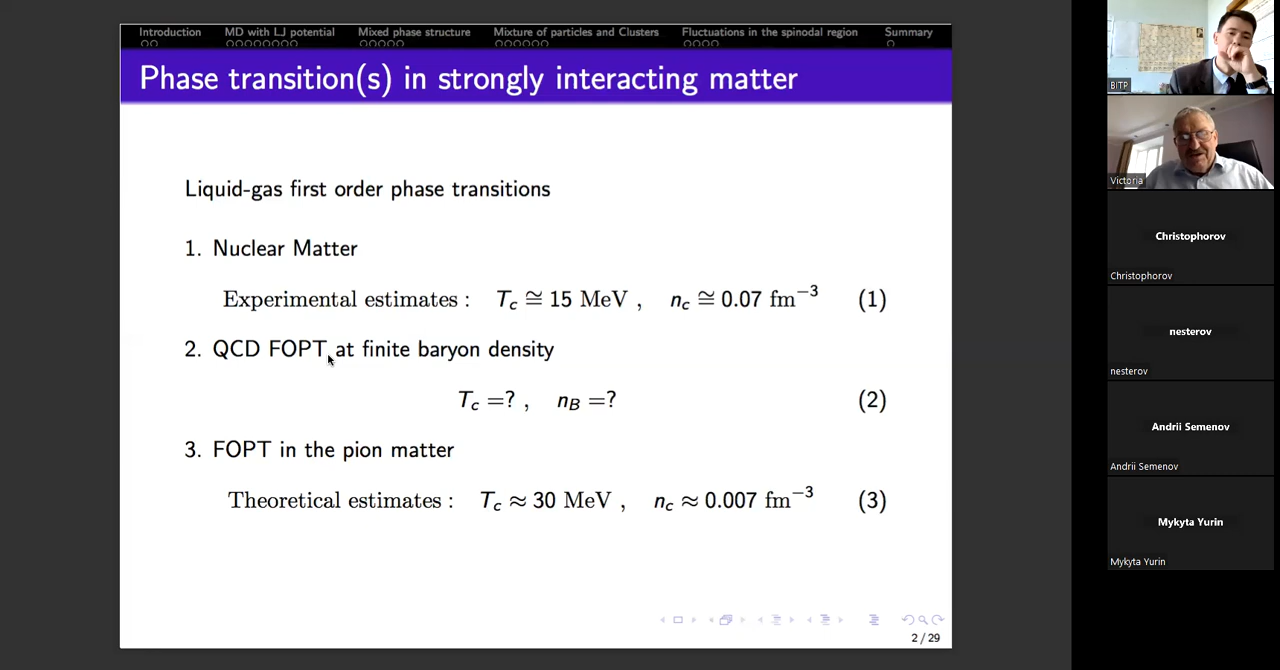 Introduction MD with LJ potential Mixed phase structure Mixture of particles and Clusters Fluctuations in the spinodal region Summary
Phase transition(s) in strongly interacting matter
Liquid-gas first order phase transitions
1. Nuclear Matter
Experimental estimates : T_c ≅ 15 MeV , n_c ≅ 0.07 fm⁻³ (1)
2. QCD FOPT at finite baryon density
T_c =? , n_B =? (2)
3. FOPT in the pion matter
Theoretical estimates : T_c ≈ 30 MeV , n_c ≈ 0.007 fm⁻³ (3)
2 / 29
BITP
Victoria
Christophorov
Christophorov
nesterov
nesterov
Andrii Semenov
Andrii Semenov
Mykyta Yurin
Mykyta Yurin